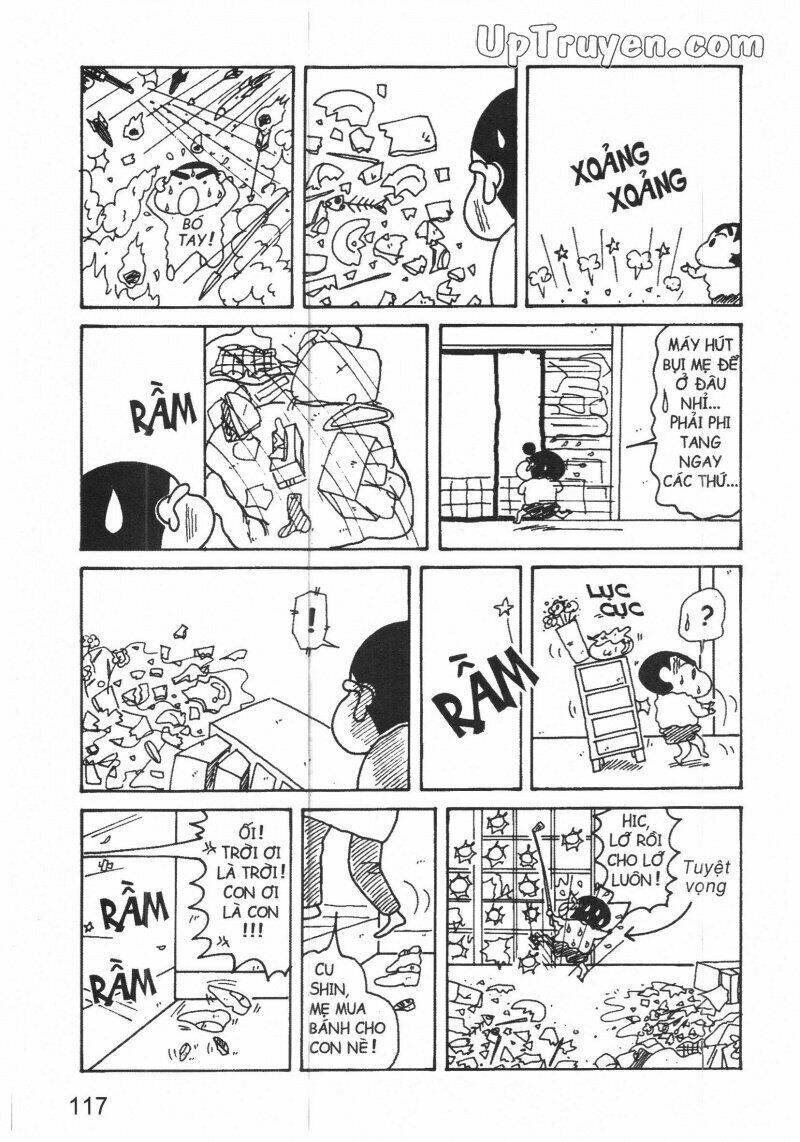 UpTruyen.com
XOẢNG
XOẢNG
BÓ
TAY!
MÁY HÚT
BỤI MẸ ĐỂ
Ở ĐÂU
NHỈ...
PHẢI PHI
TANG
NGAY
CÁC THỨ...
RẦM
LỤC
CỤC
?
RẦM
!
HIC,
LỠ RỒI
CHO LỠ
LUÔN!
Tuyệt
vọng
CU
SHIN,
MẸ MUA
BÁNH CHO
CON NÈ!
ỐI!
TRỜI ƠI
LÀ TRỜI!
CON ƠI
LÀ CON
!!!
RẦM
RẦM
117